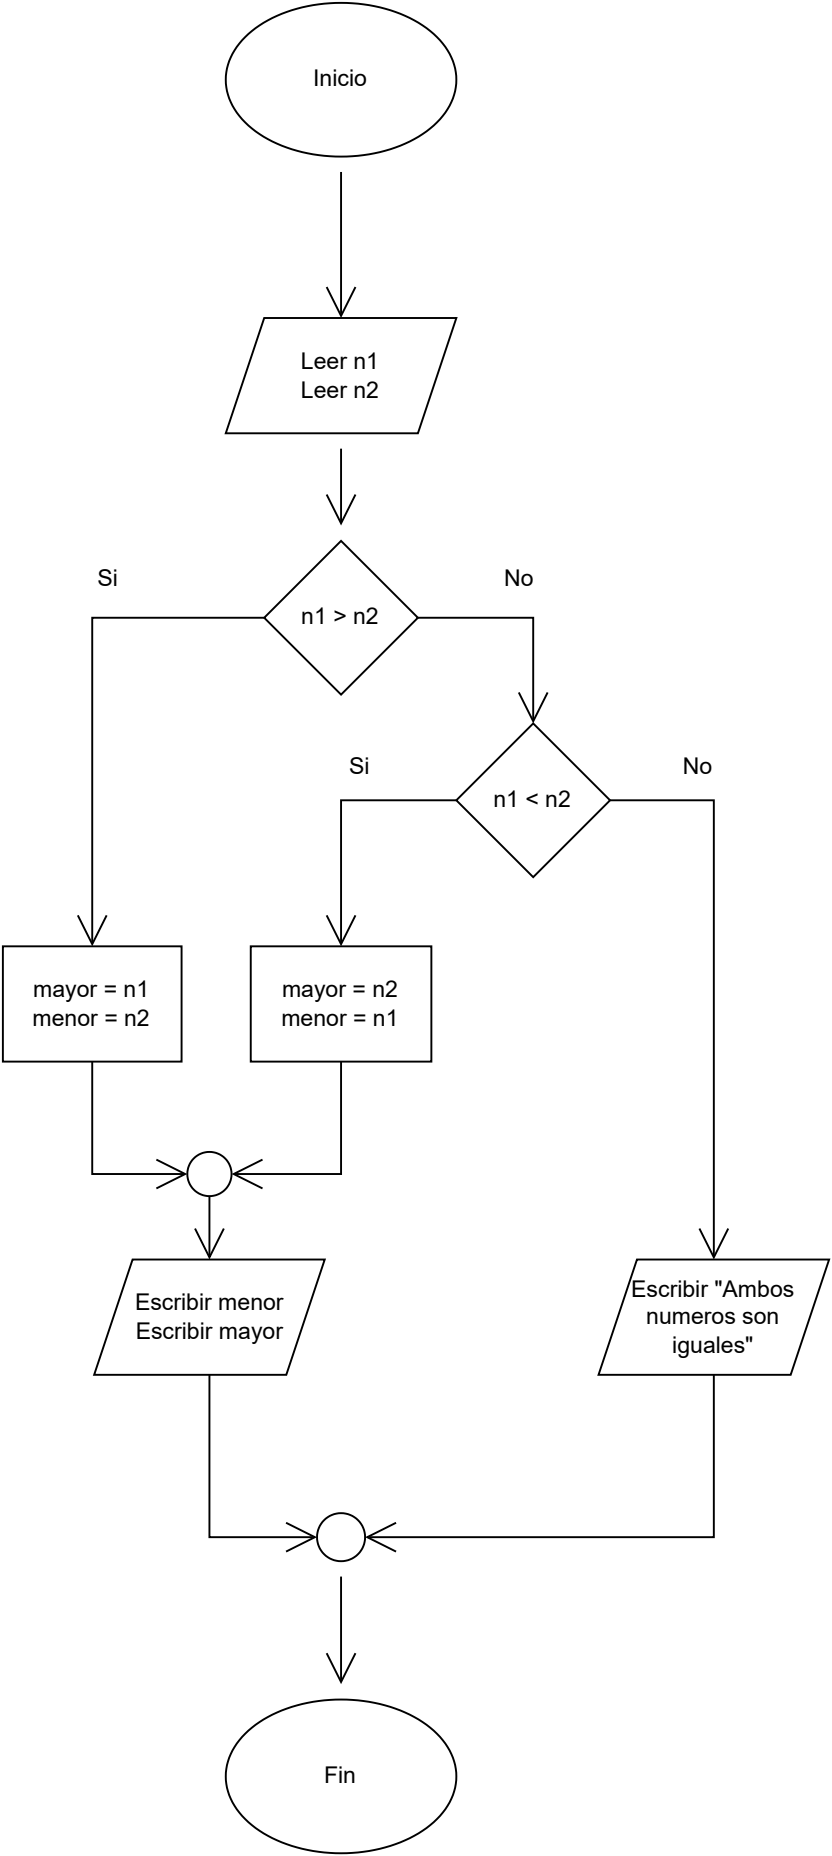 Inicio
Leer n1
Leer n2
Si
No
n1 > n2
Si
No
n1 < n2
mayor = n1
menor = n2
mayor = n2
menor = n1
Escribir menor
Escribir mayor
Escribir "Ambos
numeros son
iguales"
Fin